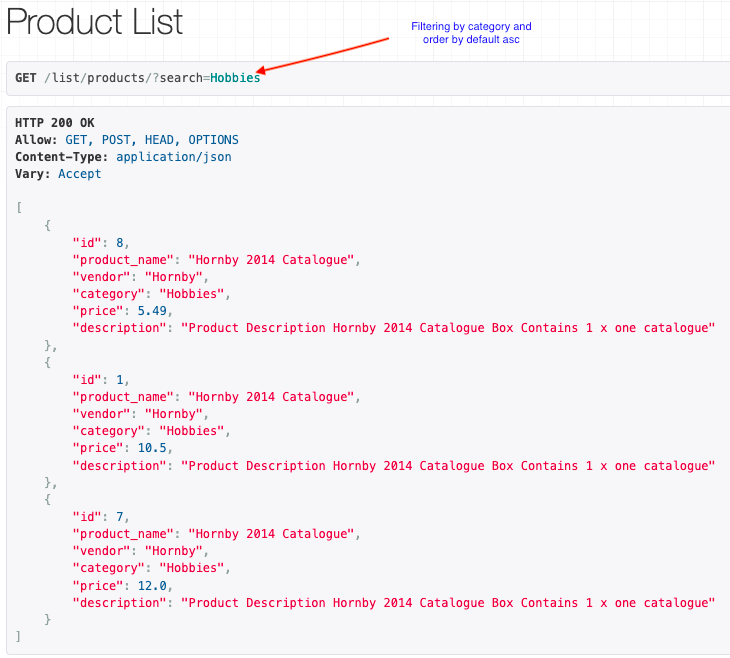 Product List
Filtering by category and
order by default asc
GET /list/products/?search=Hobbies
HTTP 200 OK
Allow: GET, POST, HEAD, OPTIONS
Content-Type: application/json
Vary: Accept
[
    {
        "id": 8,
        "product_name": "Hornby 2014 Catalogue",
        "vendor": "Hornby",
        "category": "Hobbies",
        "price": 5.49,
        "description": "Product Description Hornby 2014 Catalogue Box Contains 1 x one catalogue"
    },
    {
        "id": 1,
        "product_name": "Hornby 2014 Catalogue",
        "vendor": "Hornby",
        "category": "Hobbies",
        "price": 10.5,
        "description": "Product Description Hornby 2014 Catalogue Box Contains 1 x one catalogue"
    },
    {
        "id": 7,
        "product_name": "Hornby 2014 Catalogue",
        "vendor": "Hornby",
        "category": "Hobbies",
        "price": 12.0,
        "description": "Product Description Hornby 2014 Catalogue Box Contains 1 x one catalogue"
    }
]